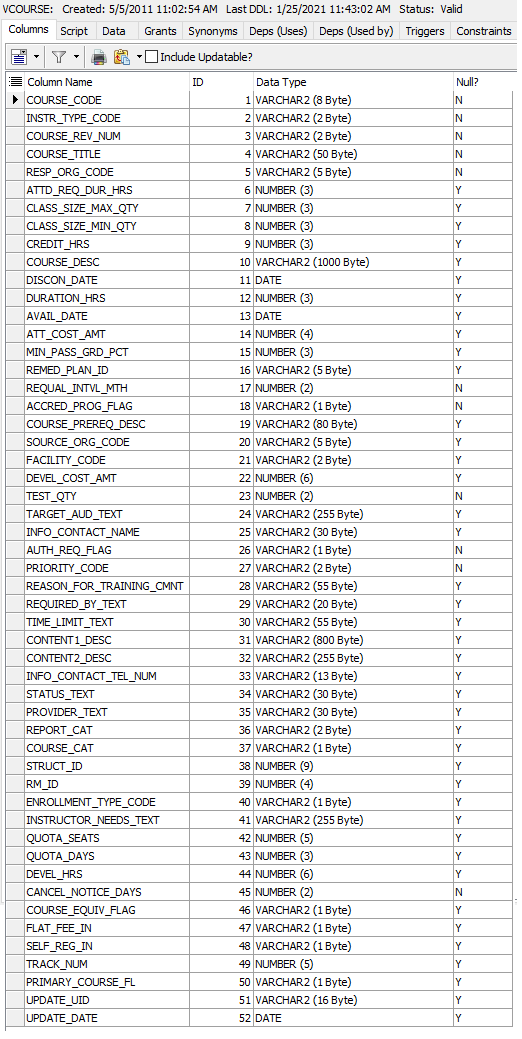 VCOURSE: Created: 5/5/2011 11:02:54 AM Last DDL: 1/25/2021 11:43:02 AM Status: Valid
Columns Script Data Grants Synonyms Deps (Uses) Deps (Used by) Triggers Constraints
Include Updatable?
Column Name ID Data Type Null?
COURSE_CODE 1 VARCHAR2 (8 Byte) N
INSTR_TYPE_CODE 2 VARCHAR2 (2 Byte) N
COURSE_REV_NUM 3 VARCHAR2 (2 Byte) N
COURSE_TITLE 4 VARCHAR2 (50 Byte) N
RESP_ORG_CODE 5 VARCHAR2 (5 Byte) N
ATTD_REQ_DUR_HRS 6 NUMBER (3) Y
CLASS_SIZE_MAX_QTY 7 NUMBER (3) Y
CLASS_SIZE_MIN_QTY 8 NUMBER (3) Y
CREDIT_HRS 9 NUMBER (3) Y
COURSE_DESC 10 VARCHAR2 (1000 Byte) Y
DISCON_DATE 11 DATE Y
DURATION_HRS 12 NUMBER (3) Y
AVAIL_DATE 13 DATE Y
ATT_COST_AMT 14 NUMBER (4) Y
MIN_PASS_GRD_PCT 15 NUMBER (3) Y
REMED_PLAN_ID 16 VARCHAR2 (5 Byte) Y
REQUAL_INTVL_MTH 17 NUMBER (2) N
ACCRED_PROG_FLAG 18 VARCHAR2 (1 Byte) N
COURSE_PREREQ_DESC 19 VARCHAR2 (80 Byte) Y
SOURCE_ORG_CODE 20 VARCHAR2 (5 Byte) Y
FACILITY_CODE 21 VARCHAR2 (2 Byte) Y
DEVEL_COST_AMT 22 NUMBER (6) Y
TEST_QTY 23 NUMBER (2) N
TARGET_AUD_TEXT 24 VARCHAR2 (255 Byte) Y
INFO_CONTACT_NAME 25 VARCHAR2 (30 Byte) Y
AUTH_REQ_FLAG 26 VARCHAR2 (1 Byte) N
PRIORITY_CODE 27 VARCHAR2 (2 Byte) N
REASON_FOR_TRAINING_CMNT 28 VARCHAR2 (55 Byte) Y
REQUIRED_BY_TEXT 29 VARCHAR2 (20 Byte) Y
TIME_LIMIT_TEXT 30 VARCHAR2 (55 Byte) Y
CONTENT1_DESC 31 VARCHAR2 (800 Byte) Y
CONTENT2_DESC 32 VARCHAR2 (255 Byte) Y
INFO_CONTACT_TEL_NUM 33 VARCHAR2 (13 Byte) Y
STATUS_TEXT 34 VARCHAR2 (30 Byte) Y
PROVIDER_TEXT 35 VARCHAR2 (30 Byte) Y
REPORT_CAT 36 VARCHAR2 (2 Byte) Y
COURSE_CAT 37 VARCHAR2 (1 Byte) Y
STRUCT_ID 38 NUMBER (9) Y
RM_ID 39 NUMBER (4) Y
ENROLLMENT_TYPE_CODE 40 VARCHAR2 (1 Byte) Y
INSTRUCTOR_NEEDS_TEXT 41 VARCHAR2 (255 Byte) Y
QUOTA_SEATS 42 NUMBER (5) Y
QUOTA_DAYS 43 NUMBER (3) Y
DEVEL_HRS 44 NUMBER (6) Y
CANCEL_NOTICE_DAYS 45 NUMBER (2) N
COURSE_EQUIV_FLAG 46 VARCHAR2 (1 Byte) Y
FLAT_FEE_IN 47 VARCHAR2 (1 Byte) Y
SELF_REG_IN 48 VARCHAR2 (1 Byte) Y
TRACK_NUM 49 NUMBER (5) Y
PRIMARY_COURSE_FL 50 VARCHAR2 (1 Byte) Y
UPDATE_UID 51 VARCHAR2 (16 Byte) Y
UPDATE_DATE 52 DATE Y